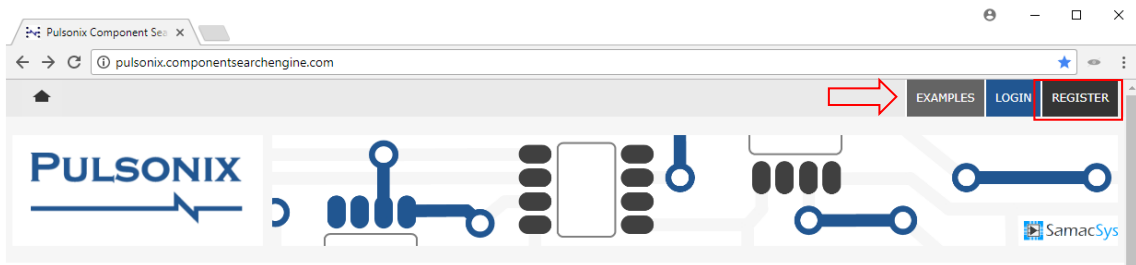 Pulsonix Component Sea
pulsonix.componentsearchengine.com
EXAMPLES LOGIN REGISTER
PULSONIX
SamacSys